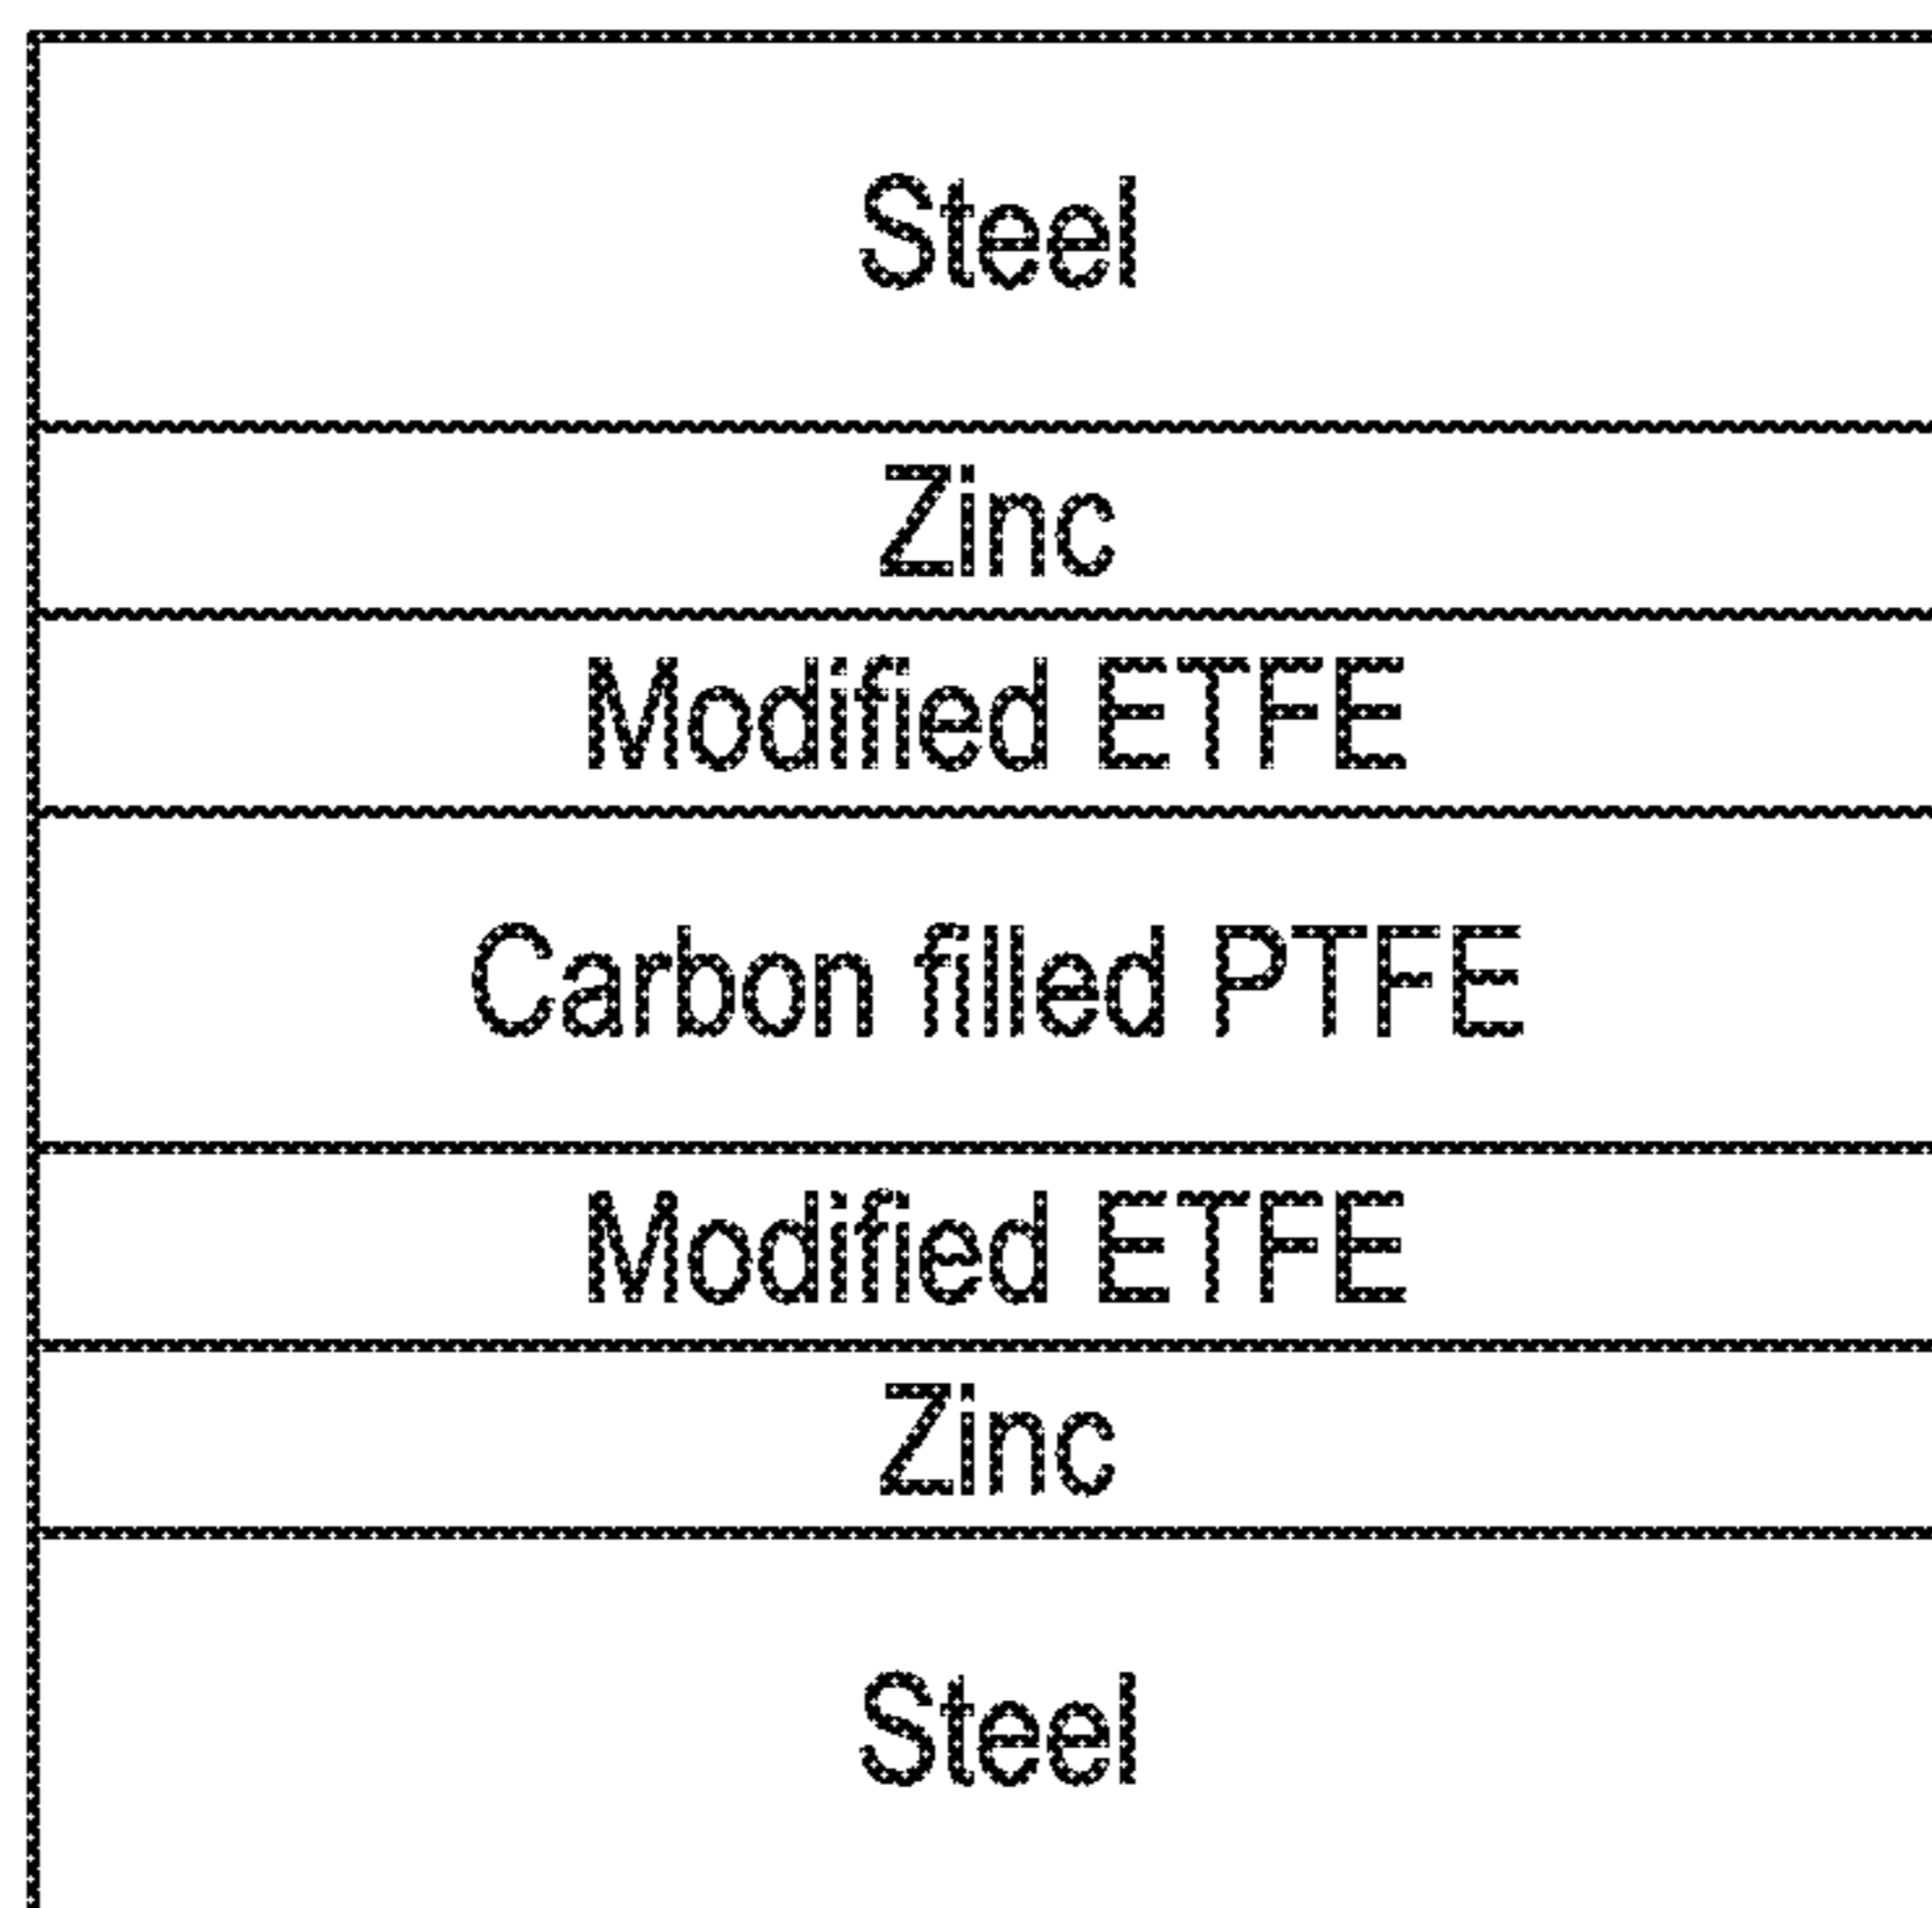 Steel
Zinc
Modified ETFE
Carbon filled PTFE
Modified ETFE
Zinc
Steel